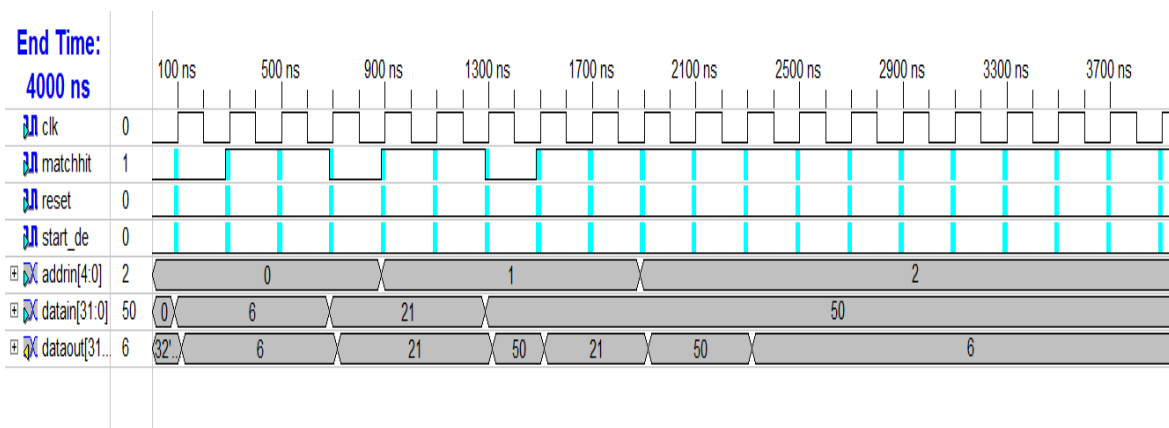 End Time:
4000 ns
100 ns 500 ns 900 ns 1300 ns 1700 ns 2100 ns 2500 ns 2900 ns 3300 ns 3700 ns
clk 0
matchhit 1
reset 0
start_de 0
addrin[4:0] 2 0 1 2
datain[31:0] 50 0 6 21 50
dataout[31... 6 32'.. 6 21 50 21 50 6